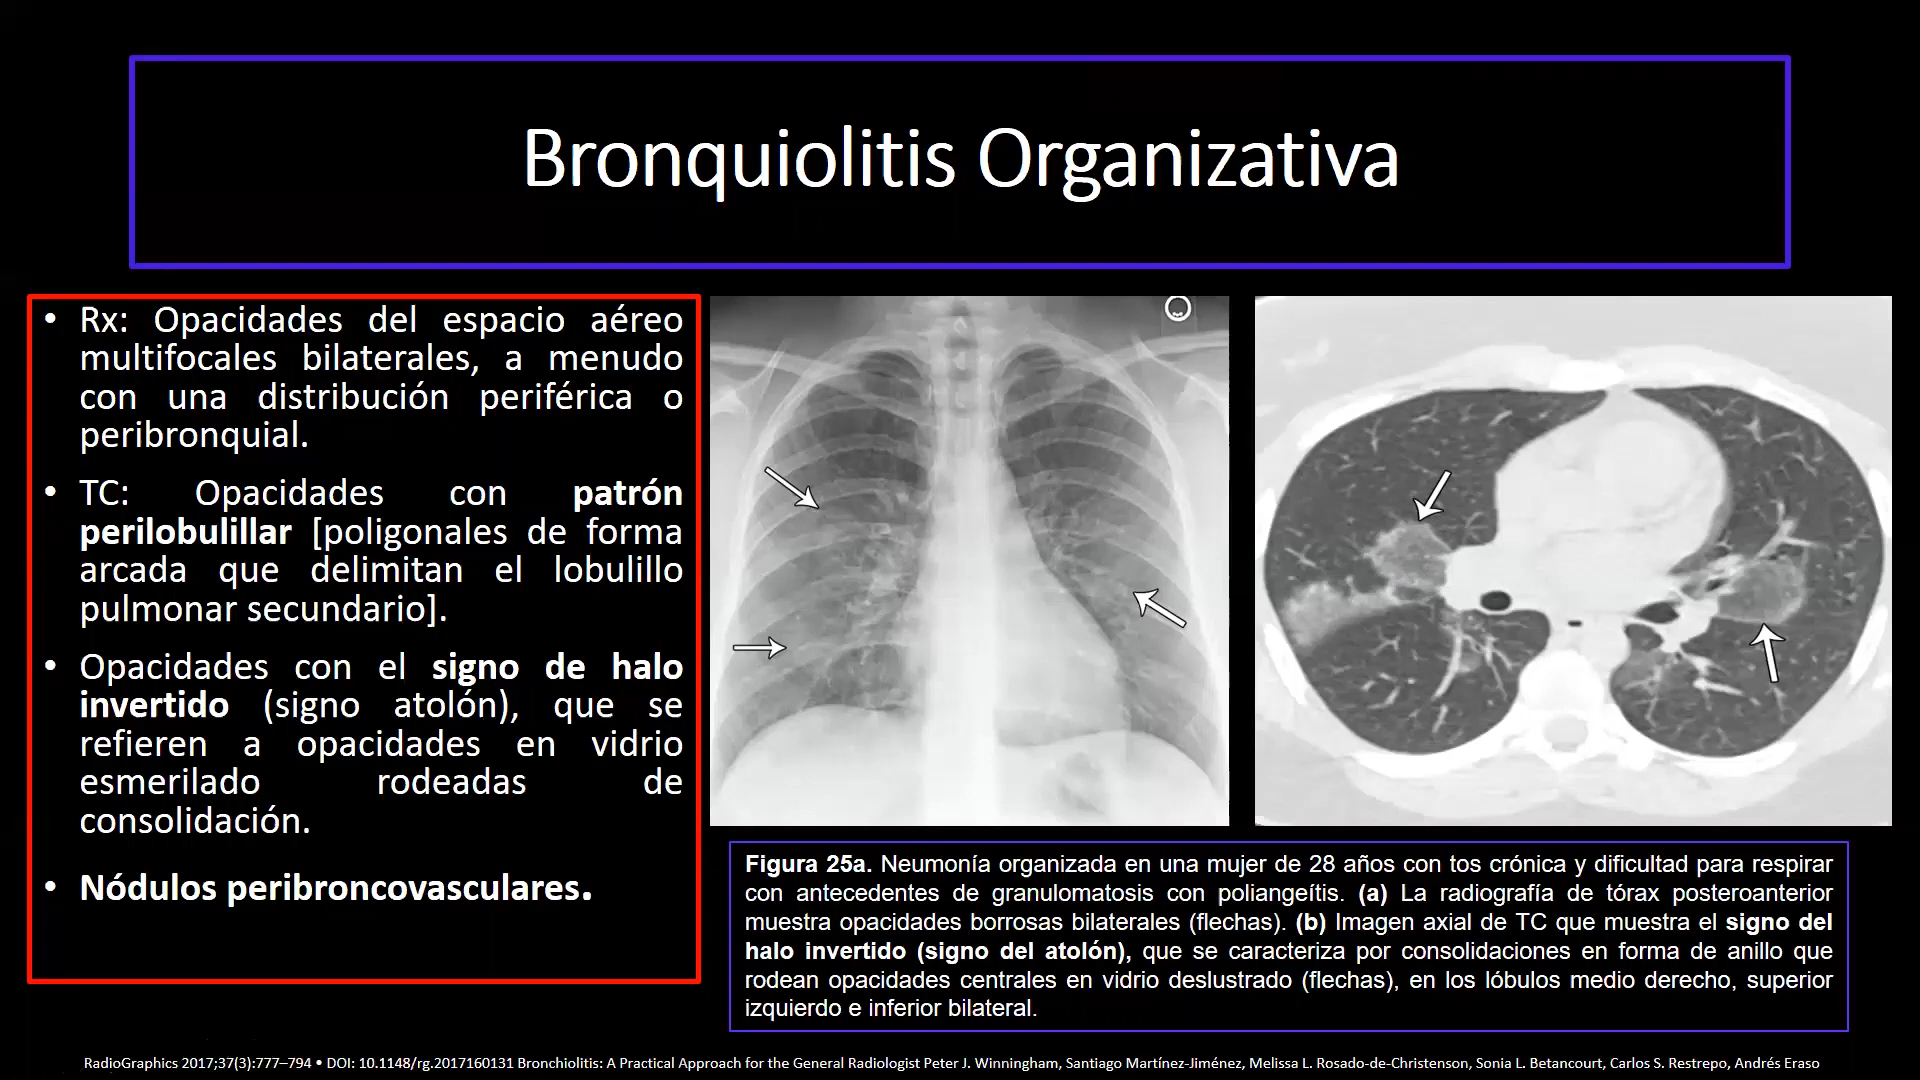 Bronquiolitis Organizativa
• Rx: Opacidades del espacio aéreo
multifocales bilaterales, a menudo
con una distribución periférica o
peribronquial.
• TC: Opacidades con patrón
perilobulillar [poligonales de forma
arcada que delimitan el lobulillo
pulmonar secundario].
• Opacidades con el signo de halo
invertido (signo atolón), que se
refieren a opacidades en vidrio
esmerilado rodeadas de
consolidación.
• Nódulos peribroncovasculares.
Figura 25a. Neumonía organizada en una mujer de 28 años con tos crónica y dificultad para respirar
con antecedentes de granulomatosis con poliangeítis. (a) La radiografía de tórax posteroanterior
muestra opacidades borrosas bilaterales (flechas). (b) Imagen axial de TC que muestra el signo del
halo invertido (signo del atolón), que se caracteriza por consolidaciones en forma de anillo que
rodean opacidades centrales en vidrio deslustrado (flechas), en los lóbulos medio derecho, superior
izquierdo e inferior bilateral.
RadioGraphics 2017;37(3):777–794 • DOI: 10.1148/rg.2017160131 Bronchiolitis: A Practical Approach for the General Radiologist Peter J. Winningham, Santiago Martínez-Jiménez, Melissa L. Rosado-de-Christenson, Sonia L. Betancourt, Carlos S. Restrepo, Andrés Eraso